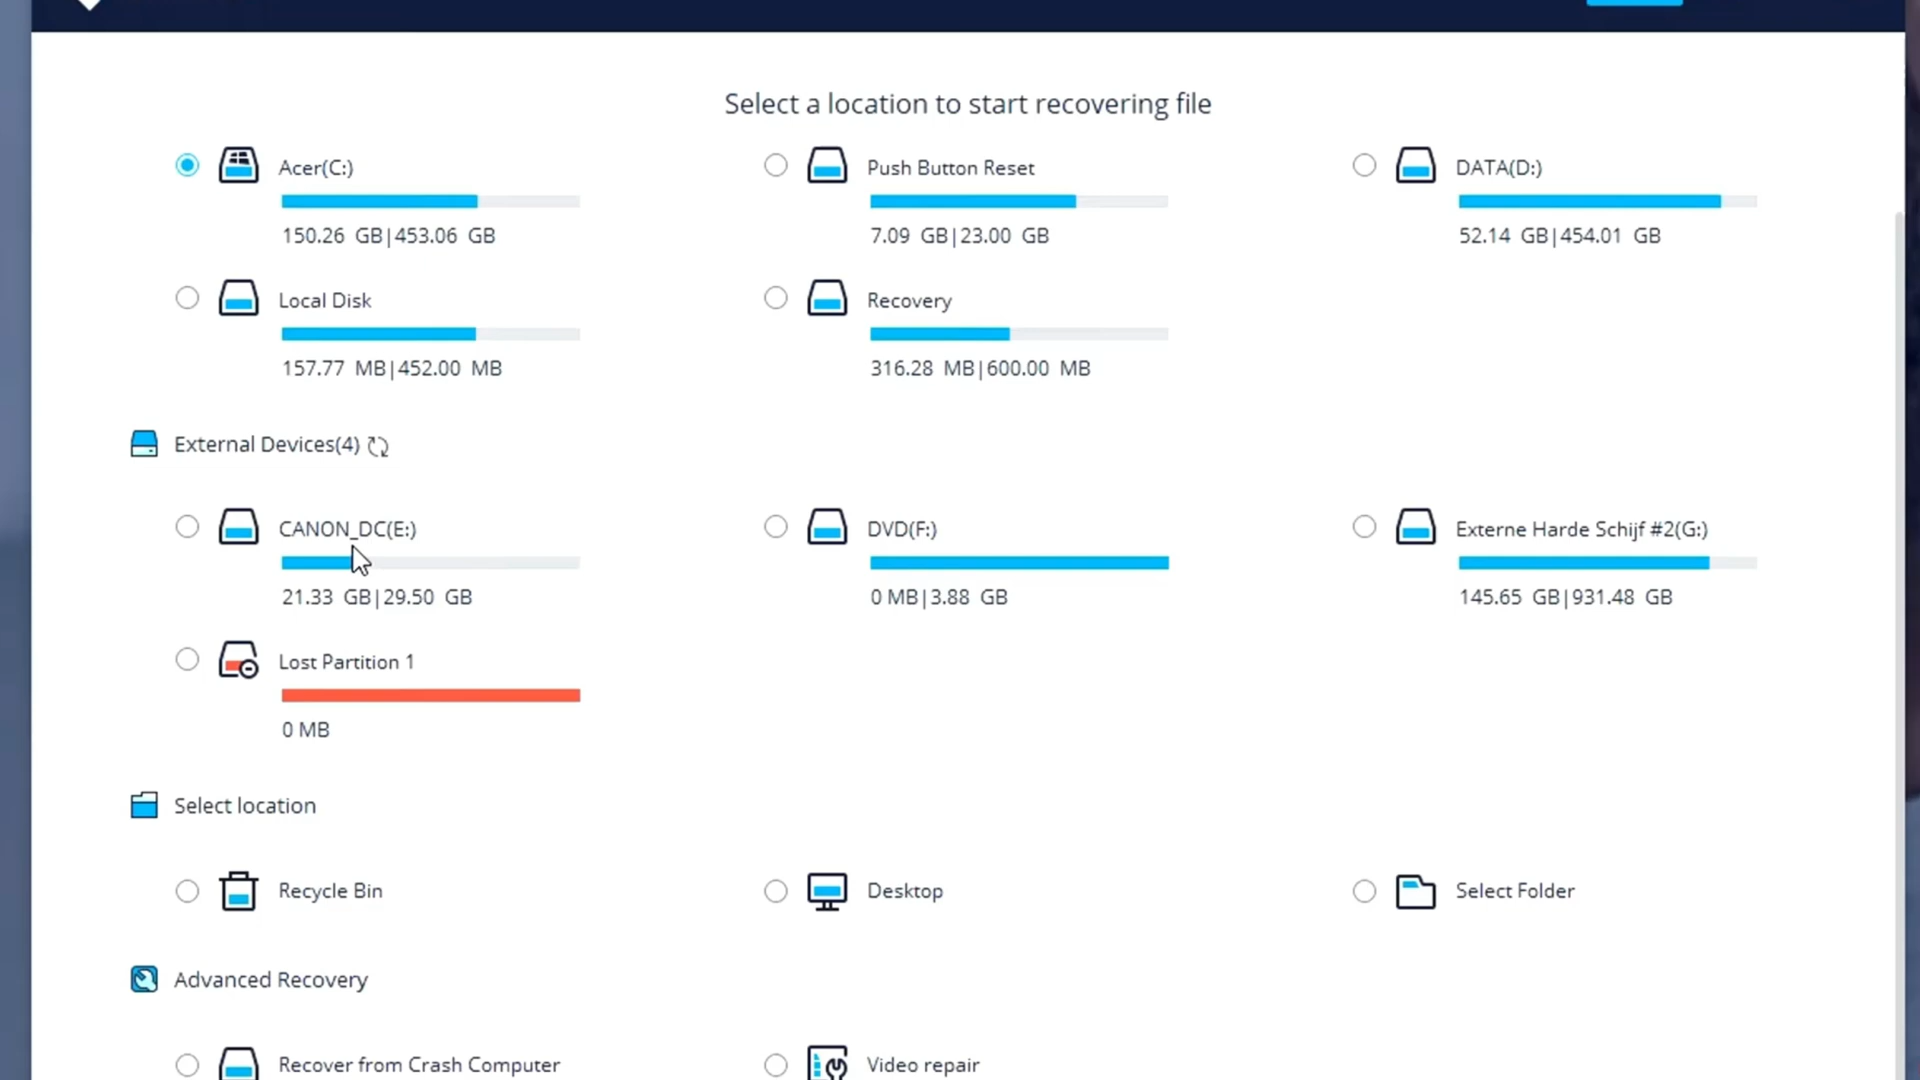 Select a location to start recovering file
Acer(C:)
150.26 GB|453.06 GB
Push Button Reset
7.09 GB|23.00 GB
DATA(D:)
52.14 GB|454.01 GB
Local Disk
157.77 MB|452.00 MB
Recovery
316.28 MB|600.00 MB
External Devices(4)
CANON_DC(E:)
21.33 GB|29.50 GB
DVD(F:)
0 MB|3.88 GB
Externe Harde Schijf #2(G:)
145.65 GB|931.48 GB
Lost Partition 1
0 MB
Select location
Recycle Bin
Desktop
Select Folder
Advanced Recovery
Recover from Crash Computer
Video repair